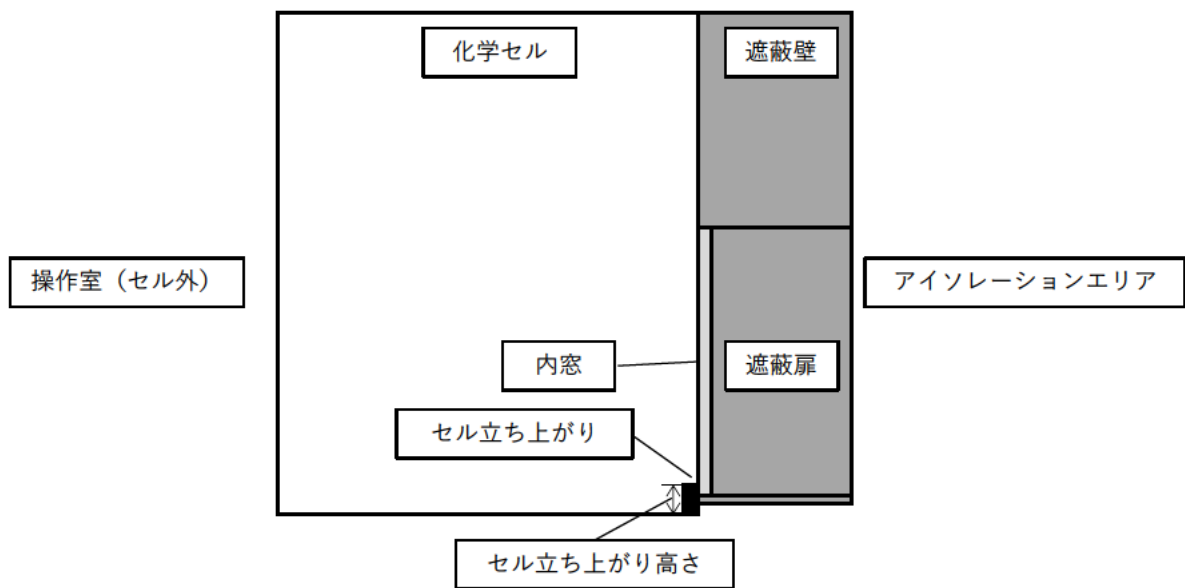 化学セル
遮蔽壁
操作室（セル外）
アイソレーションエリア
内窓
遮蔽扉
セル立ち上がり
セル立ち上がり高さ